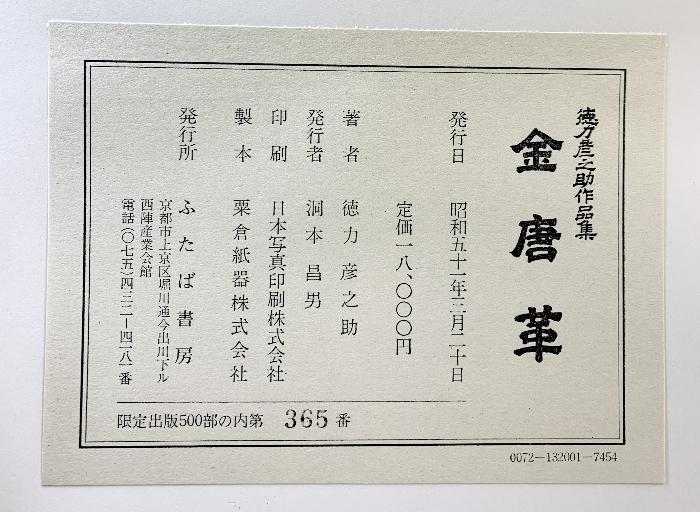 徳力彦之助作品集
金唐革
発行日 昭和五十一年三月二十日
定価一八、〇〇〇円
著者 徳力彦之助
発行者 洞本昌男
印刷 日本写真印刷株式会社
製本 栗倉紙器株式会社
発行所 ふたば書房
京都市上京区堀川通今出川下ル
西陣産業会館
電話(〇七五)四三二―四一八一番
限定出版500部の内第 365 番
0072―132001―7454